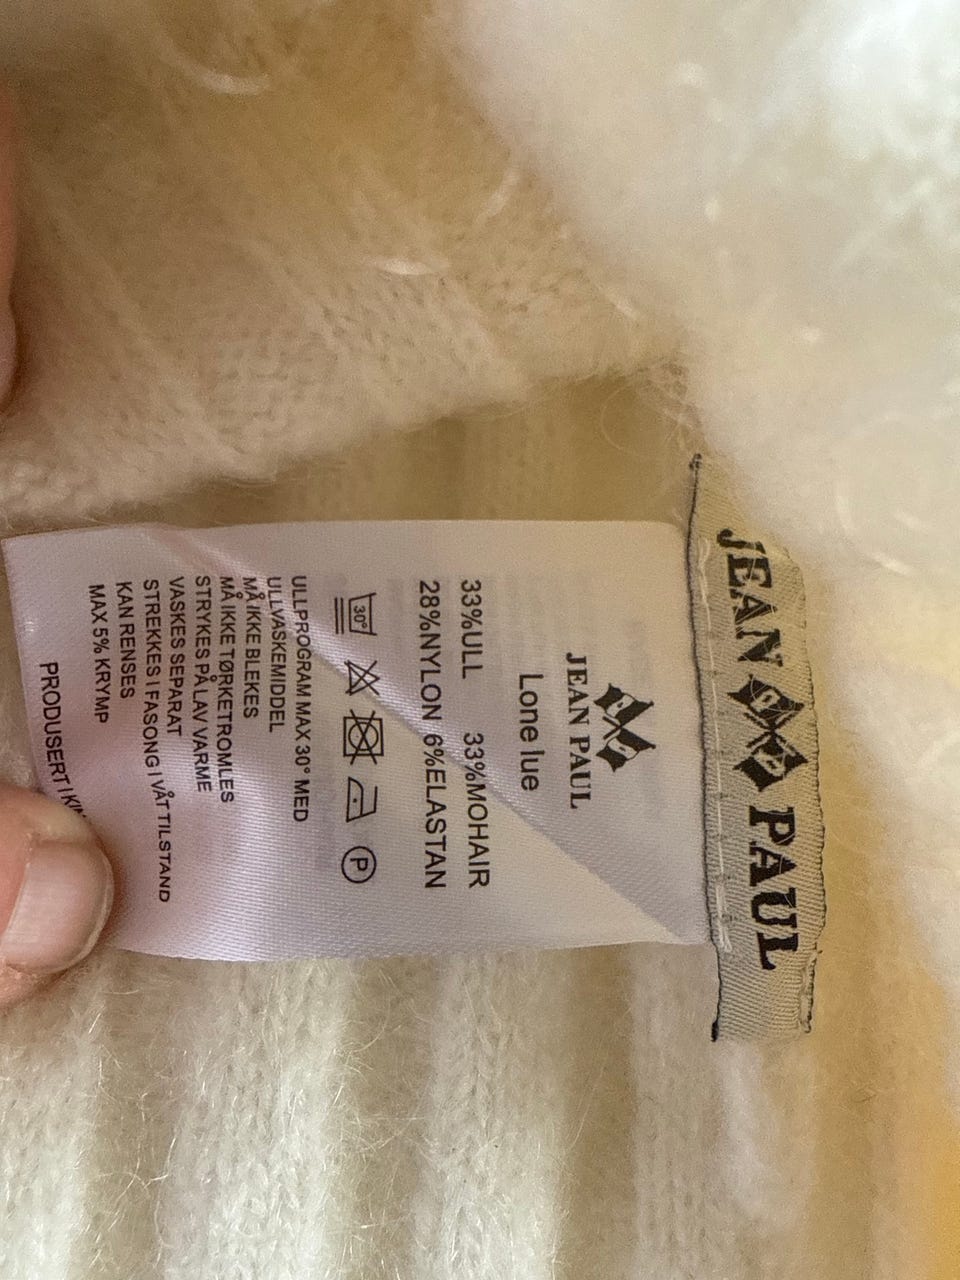 JEAN PAUL
JEAN PAUL
Lone lue
33%ULL 33%MOHAIR
28%NYLON 6%ELASTAN
30°
P
ULLPROGRAM MAX 30° MED
ULLVASKEMIDDEL
MÅ IKKE BLEKES
MÅ IKKE TØRKETROMLES
STRYKES PÅ LAV VARME
VASKES SEPARAT
STREKKES I FASONG I VÅT TILSTAND
KAN RENSES
MAX 5% KRYMP
PRODUSERT I